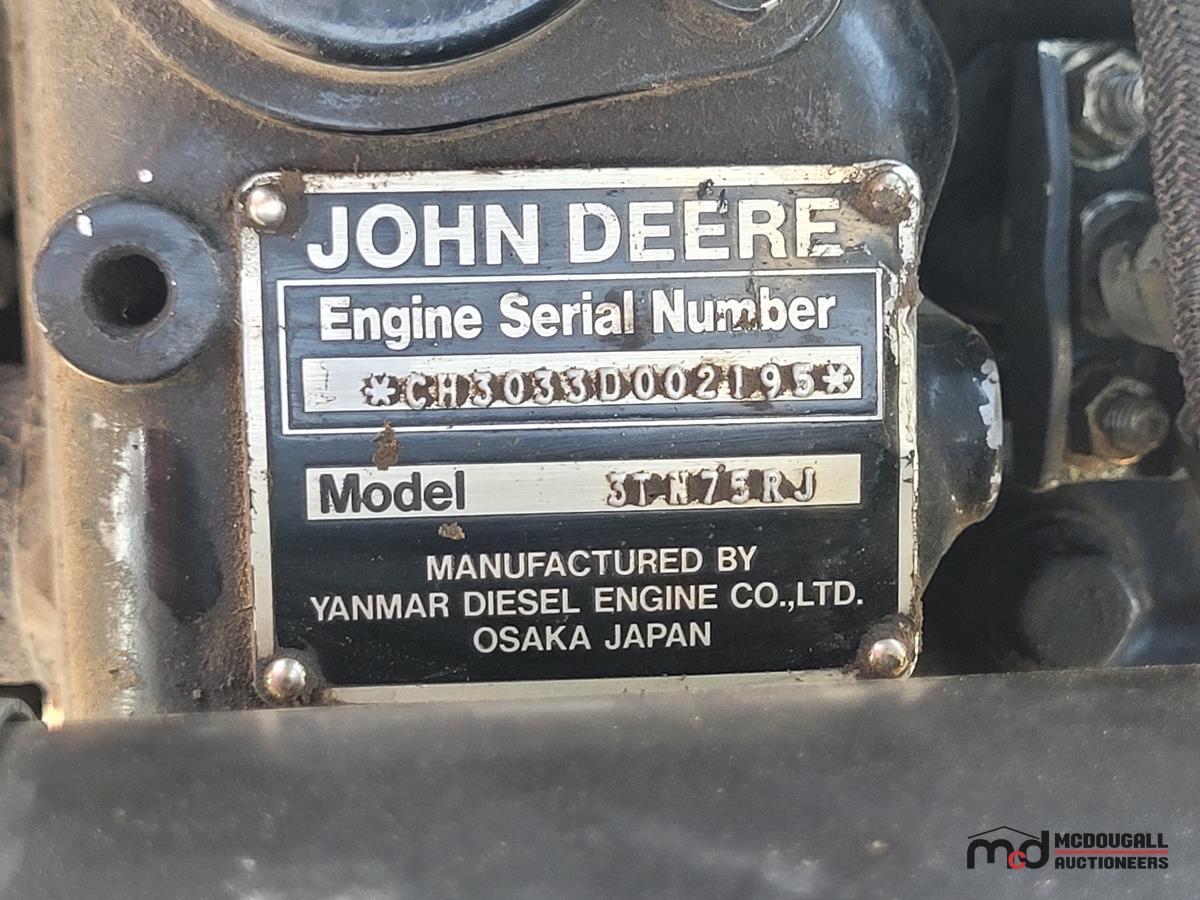 JOHN DEERE
Engine Serial Number
*CH3033D002195*
Model 3TN75RJ
MANUFACTURED BY
YANMAR DIESEL ENGINE CO.,LTD.
OSAKA JAPAN
mcd MCDOUGALL
AUCTIONEERS